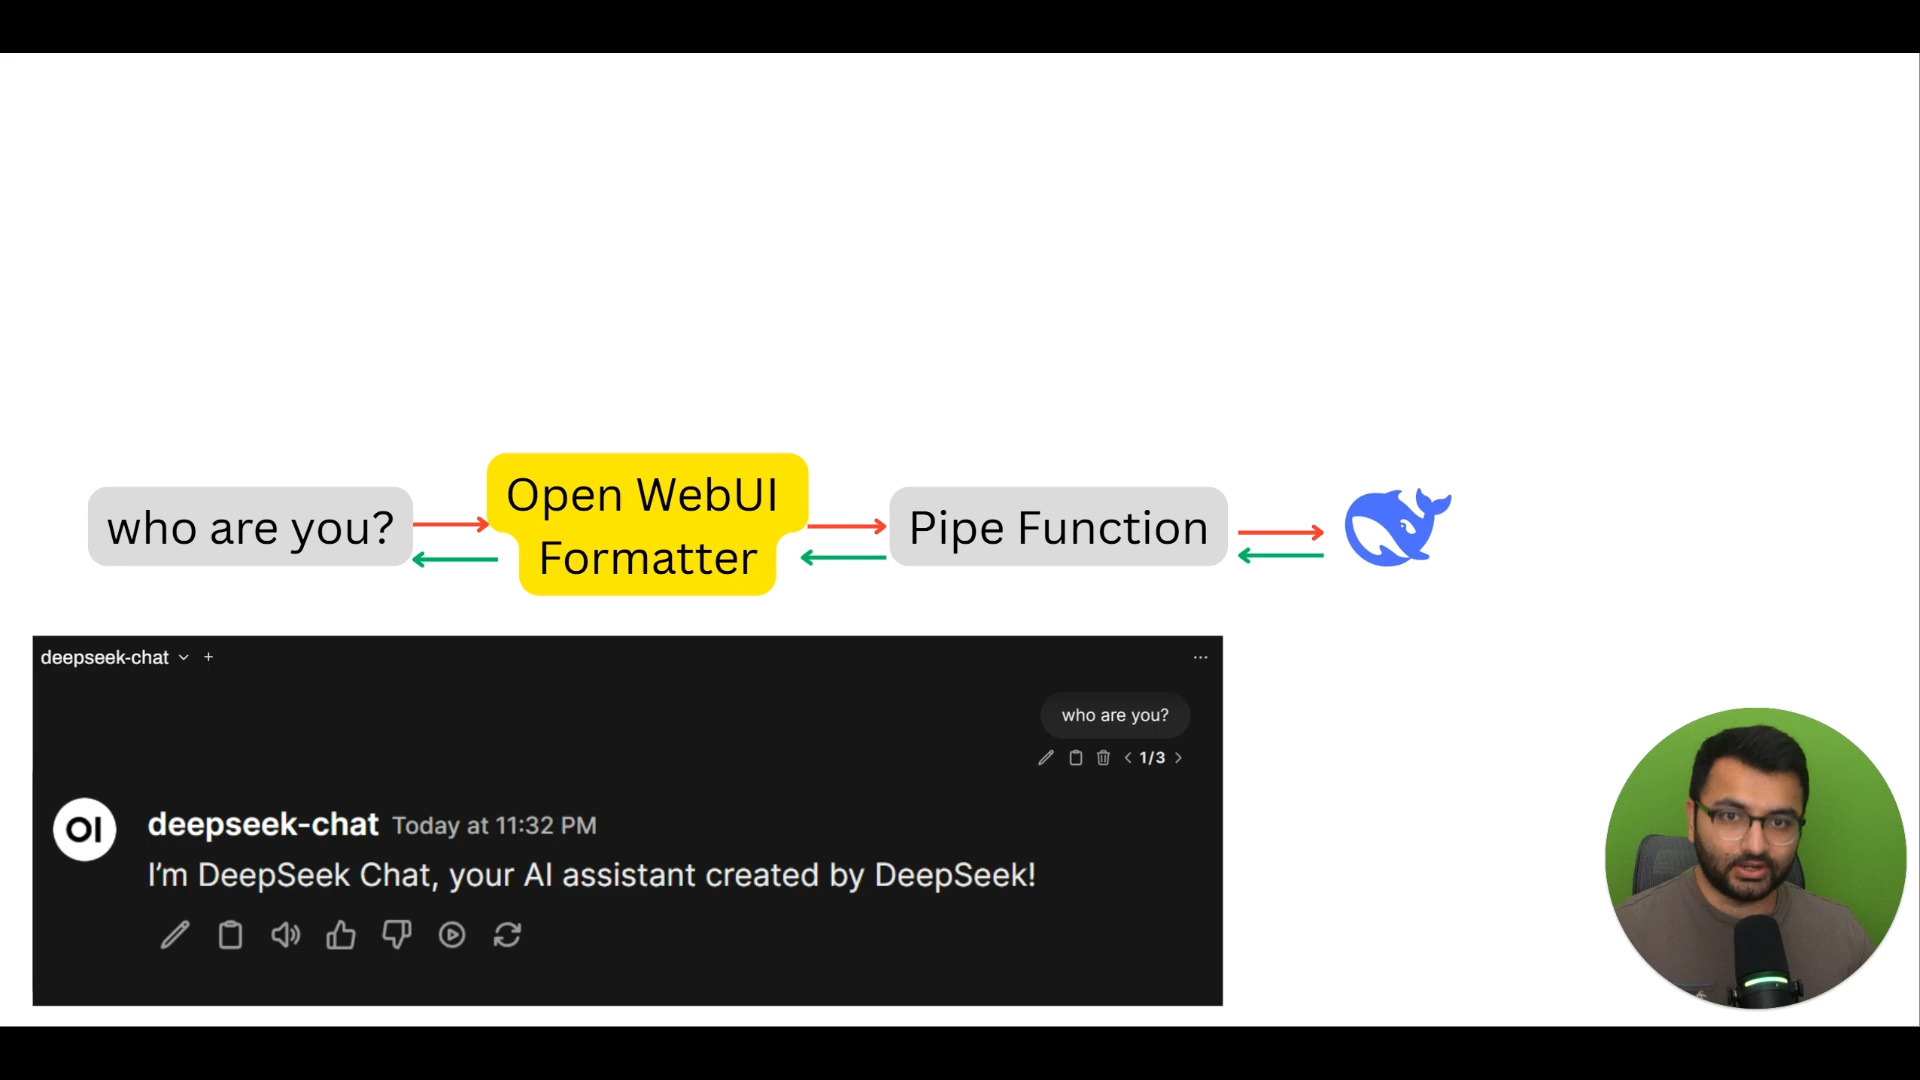 who are you?
Open WebUI
Formatter
Pipe Function
deepseek-chat
who are you?
1/3
OI
deepseek-chat Today at 11:32 PM
I'm DeepSeek Chat, your AI assistant created by DeepSeek!